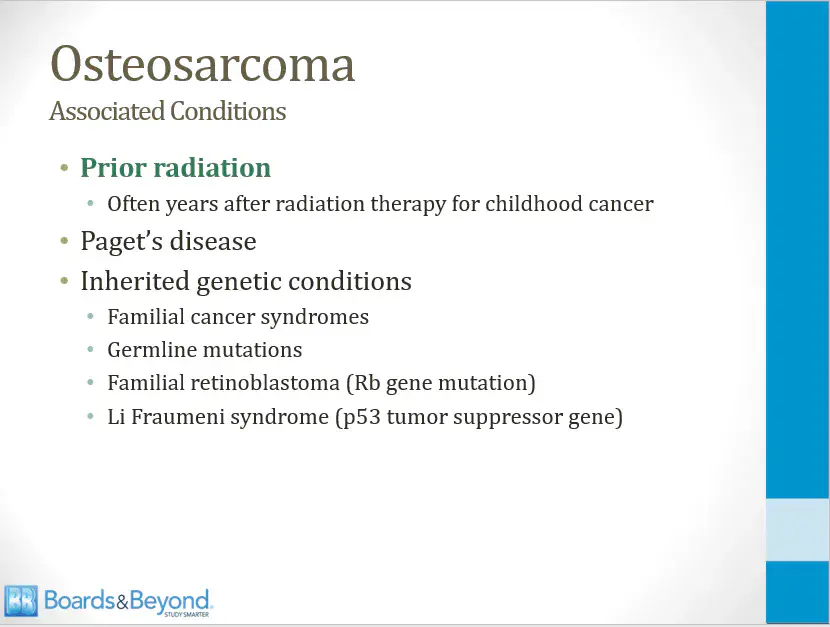 Osteosarcoma
Associated Conditions
• Prior radiation
• Often years after radiation therapy for childhood cancer
• Paget's disease
• Inherited genetic conditions
• Familial cancer syndromes
• Germline mutations
• Familial retinoblastoma (Rb gene mutation)
• Li Fraumeni syndrome (p53 tumor suppressor gene)
BB Boards&Beyond.
STUDY SMARTER